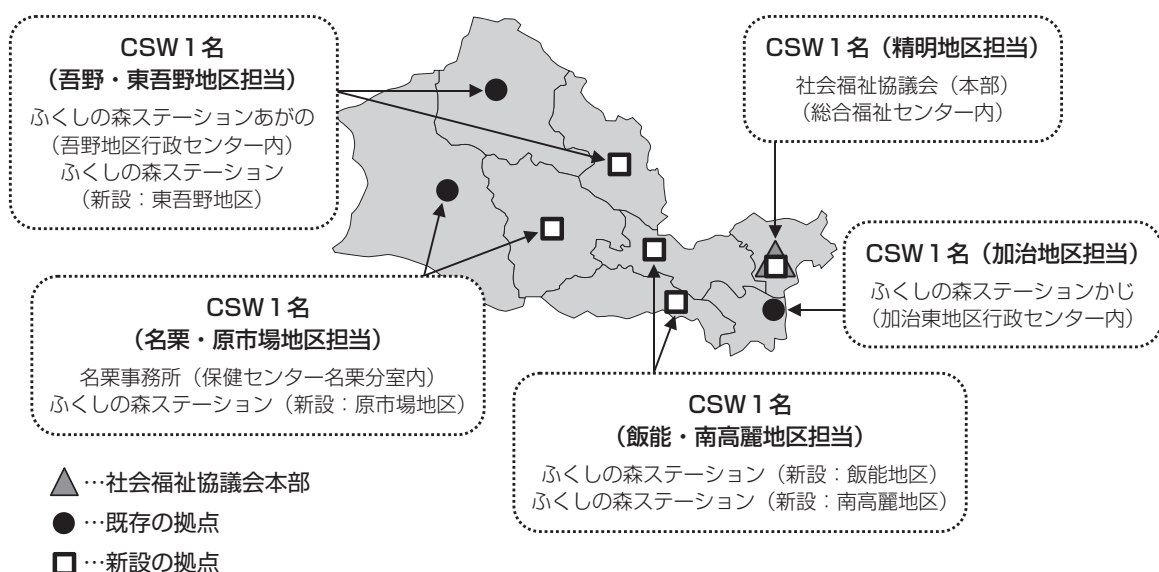 CSW１名
（吾野・東吾野地区担当）
ふくしの森ステーションあがの
（吾野地区行政センター内）
ふくしの森ステーション
（新設：東吾野地区）
CSW１名（精明地区担当）
社会福祉協議会（本部）
（総合福祉センター内）
CSW１名（加治地区担当）
ふくしの森ステーションかじ
（加治東地区行政センター内）
CSW１名
（名栗・原市場地区担当）
名栗事務所（保健センター名栗分室内）
ふくしの森ステーション（新設：原市場地区）
CSW１名
（飯能・南高麗地区担当）
ふくしの森ステーション（新設：飯能地区）
ふくしの森ステーション（新設：南高麗地区）
…社会福祉協議会本部
…既存の拠点
…新設の拠点